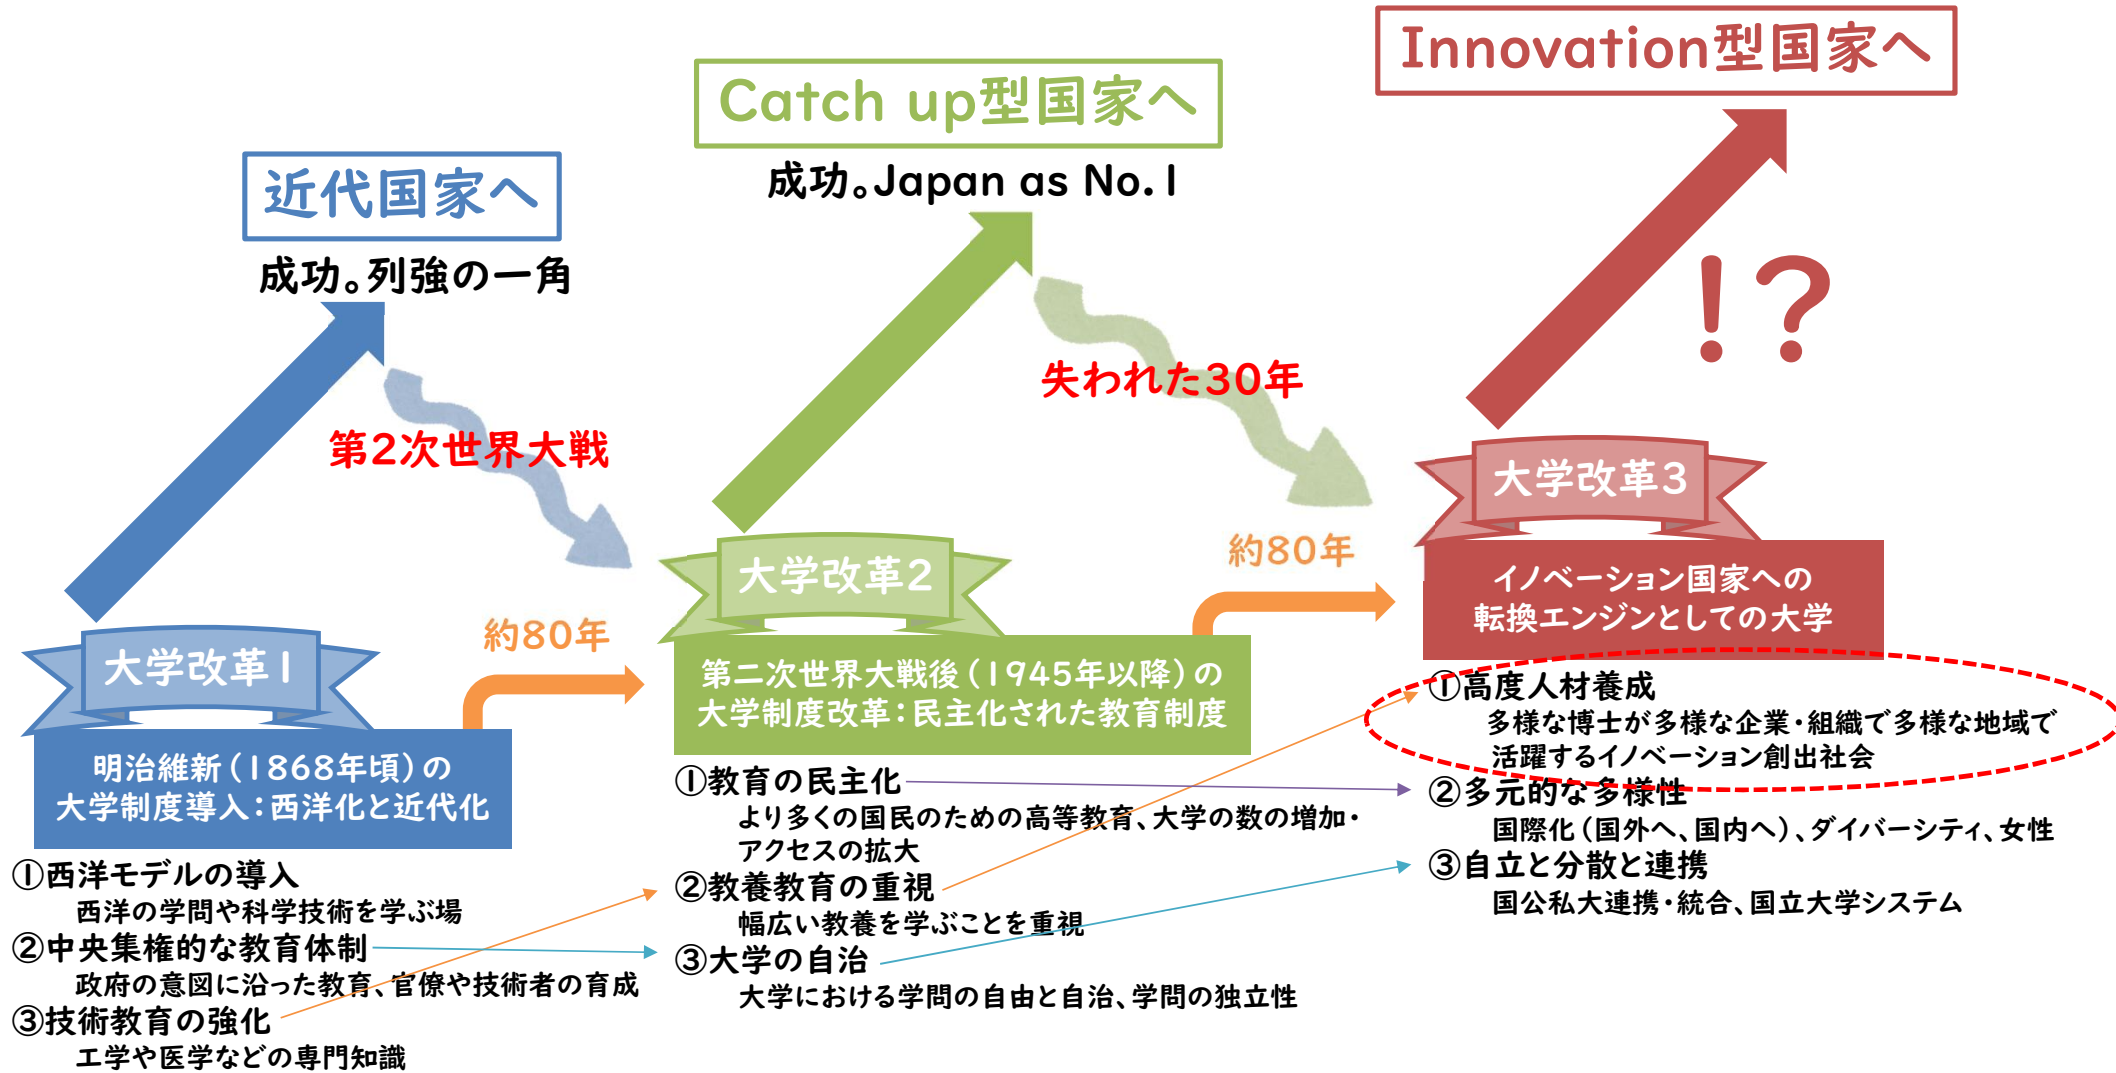 近代国家へ
成功。列強の一角
第2次世界大戦
大学改革1
明治維新(1868年頃)の
大学制度導入:西洋化と近代化
①西洋モデルの導入
西洋の学問や科学技術を学ぶ場
②中央集権的な教育体制
政府の意図に沿った教育、官僚や技術者の育成
③技術教育の強化
工学や医学などの専門知識
約80年
Catch up型国家へ
成功。Japan as No.1
失われた30年
大学改革2
第二次世界大戦後(1945年以降)の
大学制度改革:民主化された教育制度
①教育の民主化
より多くの国民のための高等教育、大学の数の増加・
アクセスの拡大
②教養教育の重視
幅広い教養を学ぶことを重視
③大学の自治
大学における学問の自由と自治、学問の独立性
約80年
Innovation型国家へ
!?
大学改革3
イノベーション国家への
転換エンジンとしての大学
①高度人材養成
多様な博士が多様な企業・組織で多様な地域で
活躍するイノベーション創出社会
②多元的な多様性
国際化(国外へ、国内へ)、ダイバーシティ、女性
③自立と分散と連携
国公私大連携・統合、国立大学システム